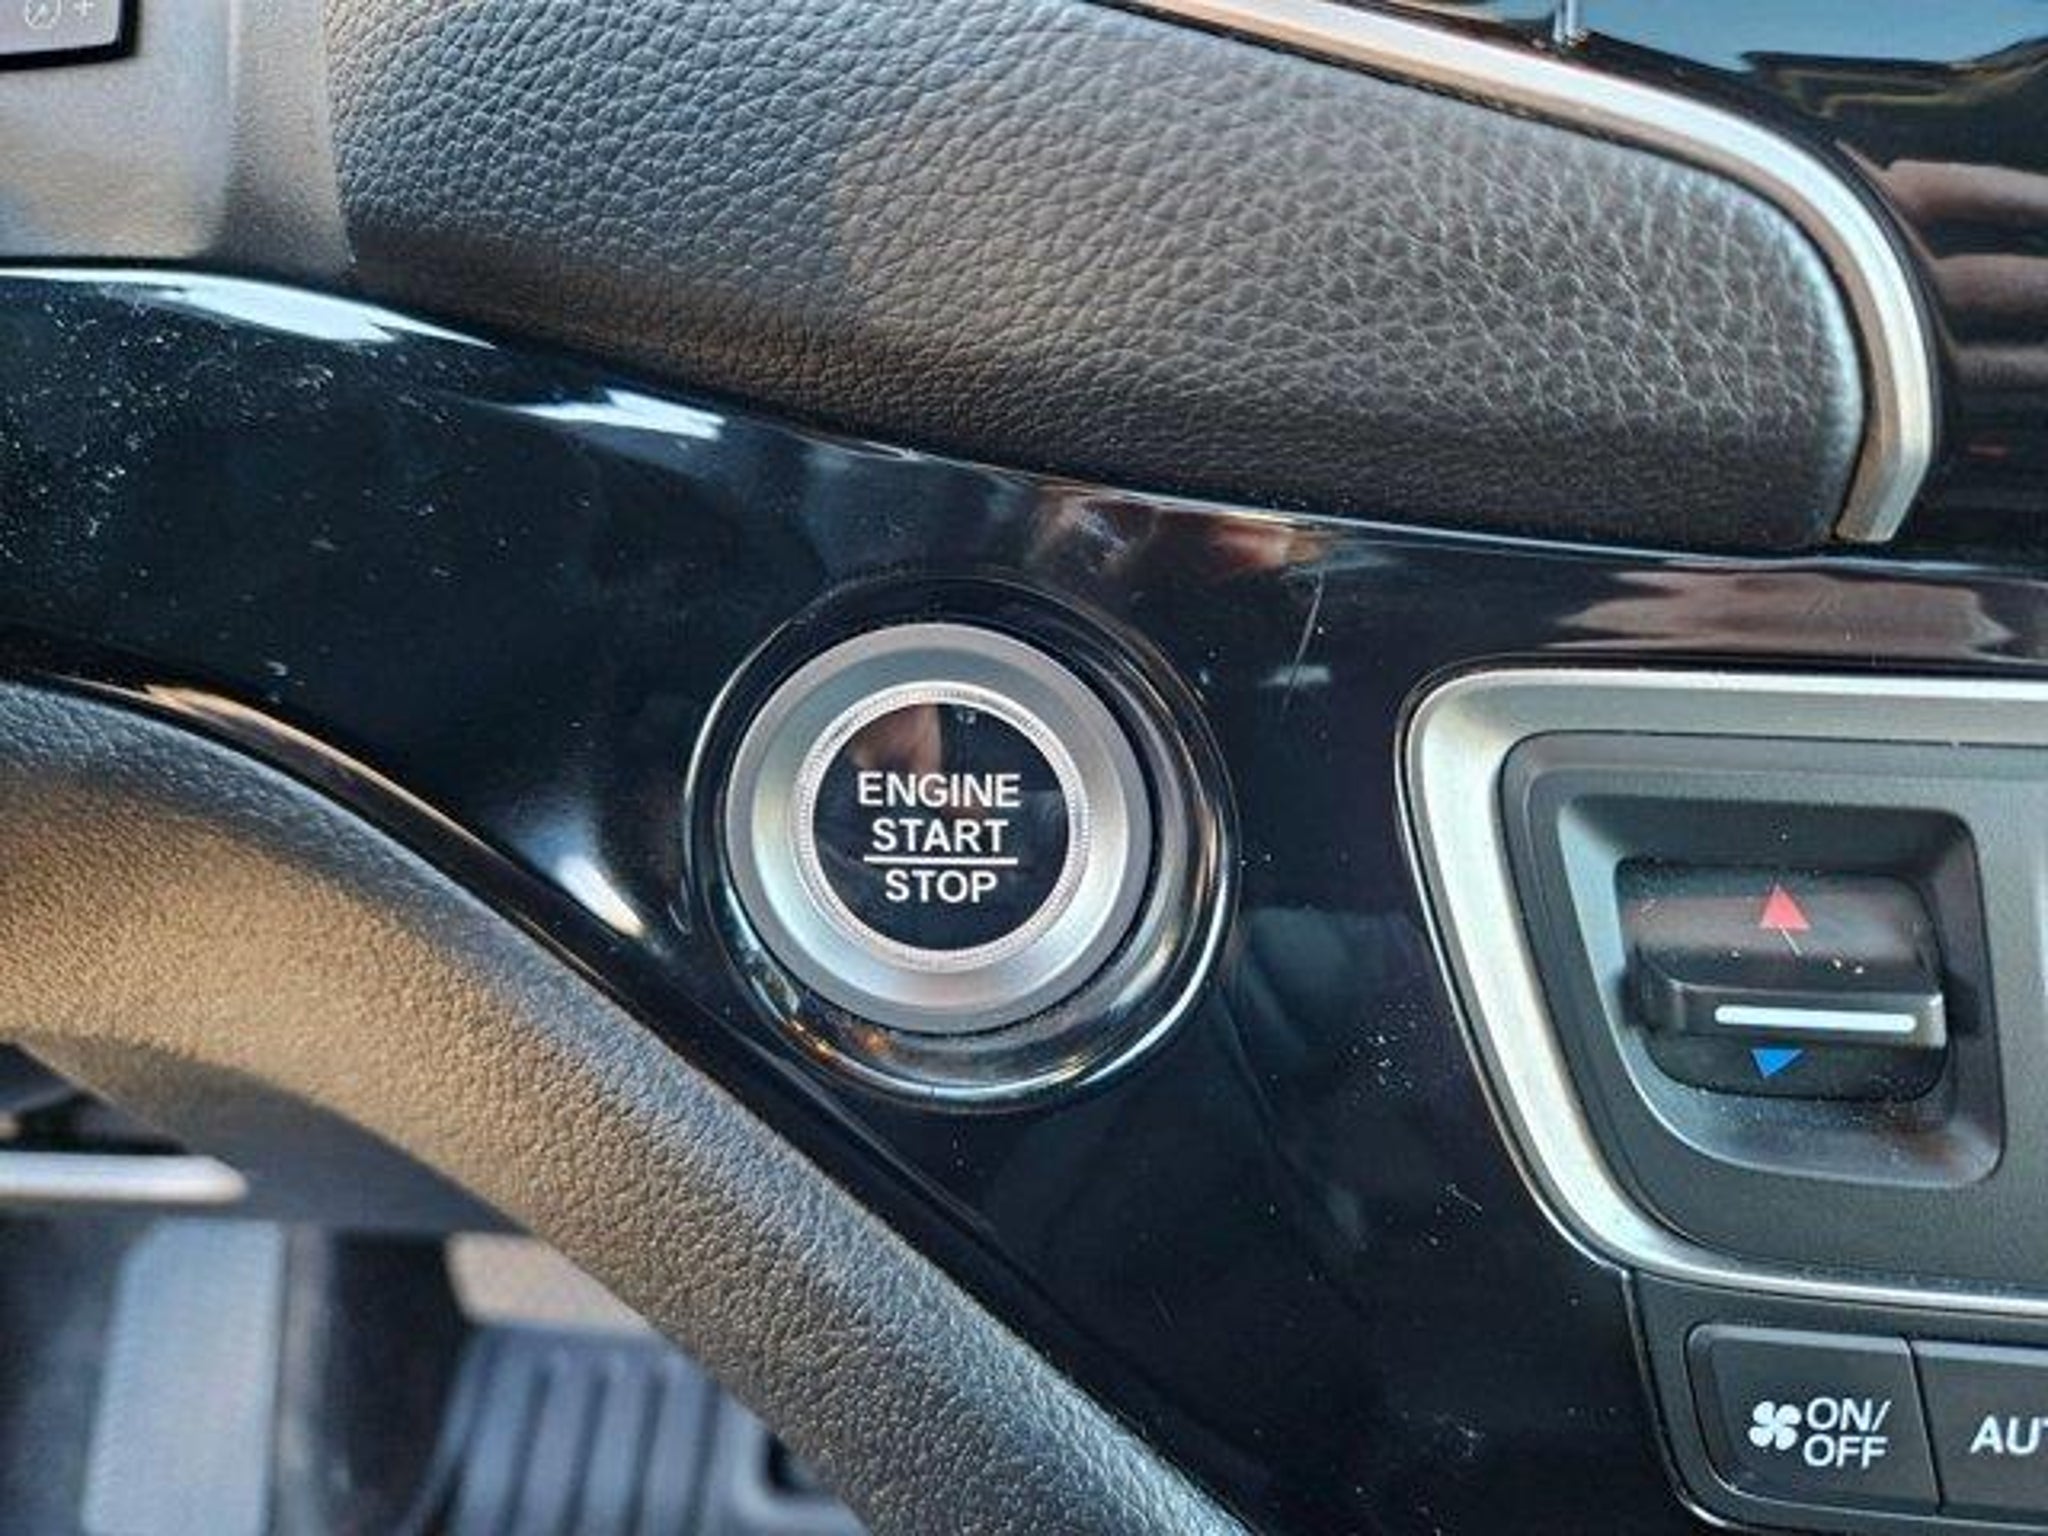 ENGINE
START
STOP
ON/
OFF
AUT